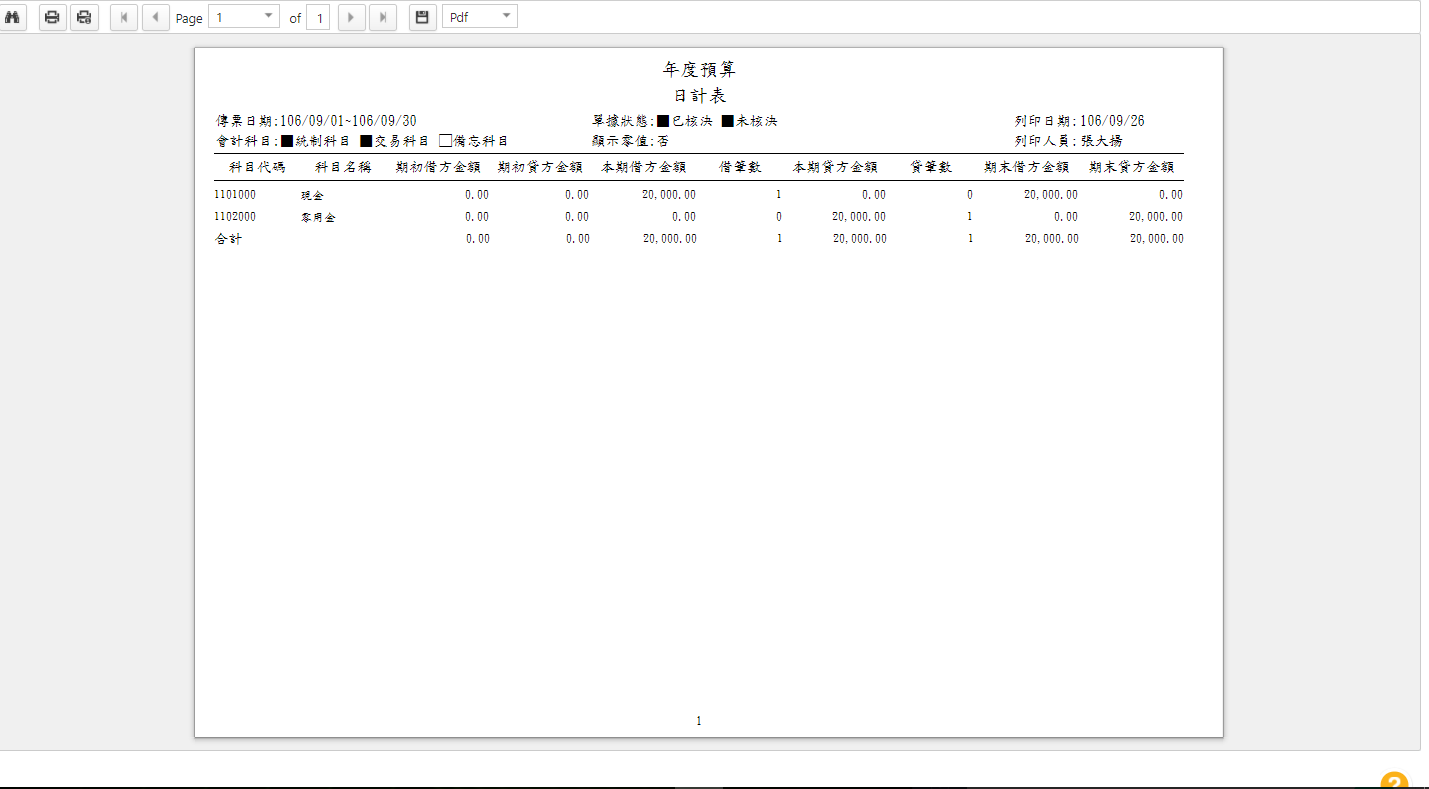 Page 1 of 1 Pdf
年度預算
日計表
傳票日期:106/09/01~106/09/30 單據狀態:■已核決 ■未核決 列印日期:106/09/26
會計科目:■統制科目 ■交易科目 □備忘科目 顯示零值:否 列印人員:張大揚
科目代碼 科目名稱 期初借方金額 期初貸方金額 本期借方金額 借筆數 本期貸方金額 貸筆數 期末借方金額 期末貸方金額
1101000 現金 0.00 0.00 20,000.00 1 0.00 0 20,000.00 0.00
1102000 零用金 0.00 0.00 0.00 0 20,000.00 1 0.00 20,000.00
合計 0.00 0.00 20,000.00 1 20,000.00 1 20,000.00 20,000.00
1
?